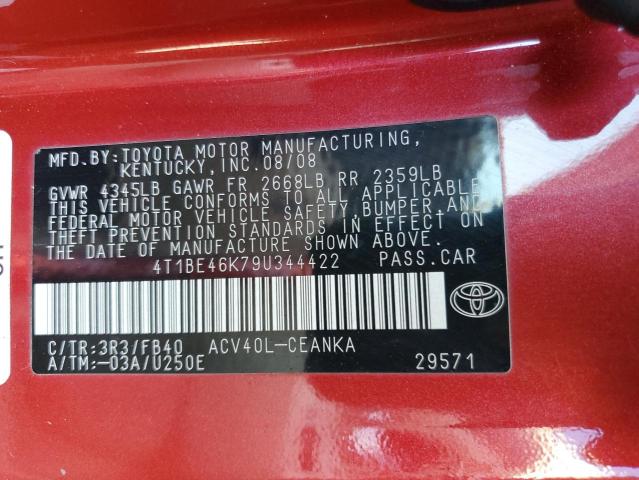 MFD.BY:TOYOTA MOTOR MANUFACTURING,
KENTUCKY, INC.08/08
GVWR 4345LB GAWR FR 2668LB RR 2359LB
THIS VEHICLE CONFORMS TO ALL APPLICABLE
FEDERAL MOTOR VEHICLE SAFETY,BUMPER,AND
THEFT PREVENTION STANDARDS IN EFFECT ON
THE DATE OF MANUFACTURE SHOWN ABOVE.
4T1BE46K79U344422 PASS.CAR
C/TR:3R3/FB40 ACV40L-CEANKA
A/TM:-03A/U250E 29571